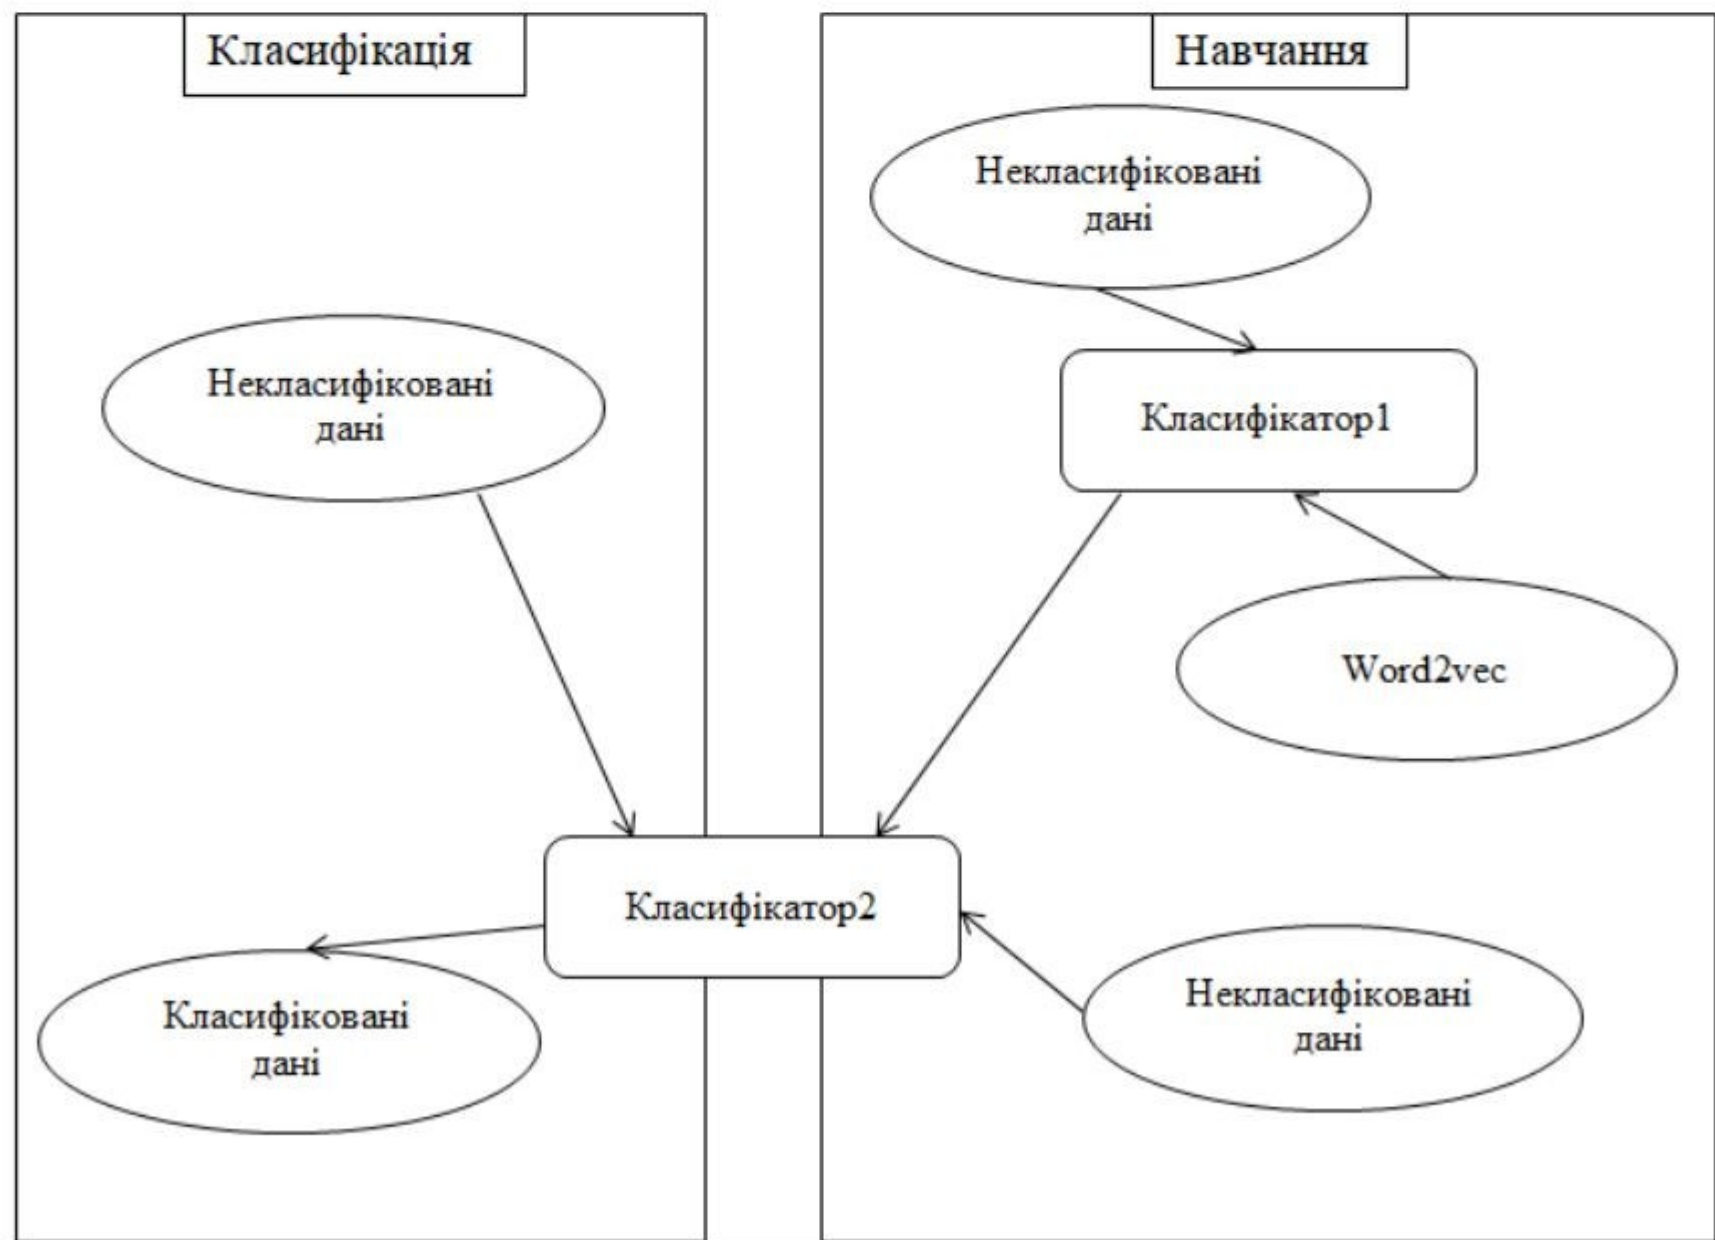 Класифікація
Некласифіковані
дані
Класифіковані
дані
Класифікатор2
Навчання
Некласифіковані
дані
Класифікатор1
Word2vec
Некласифіковані
дані